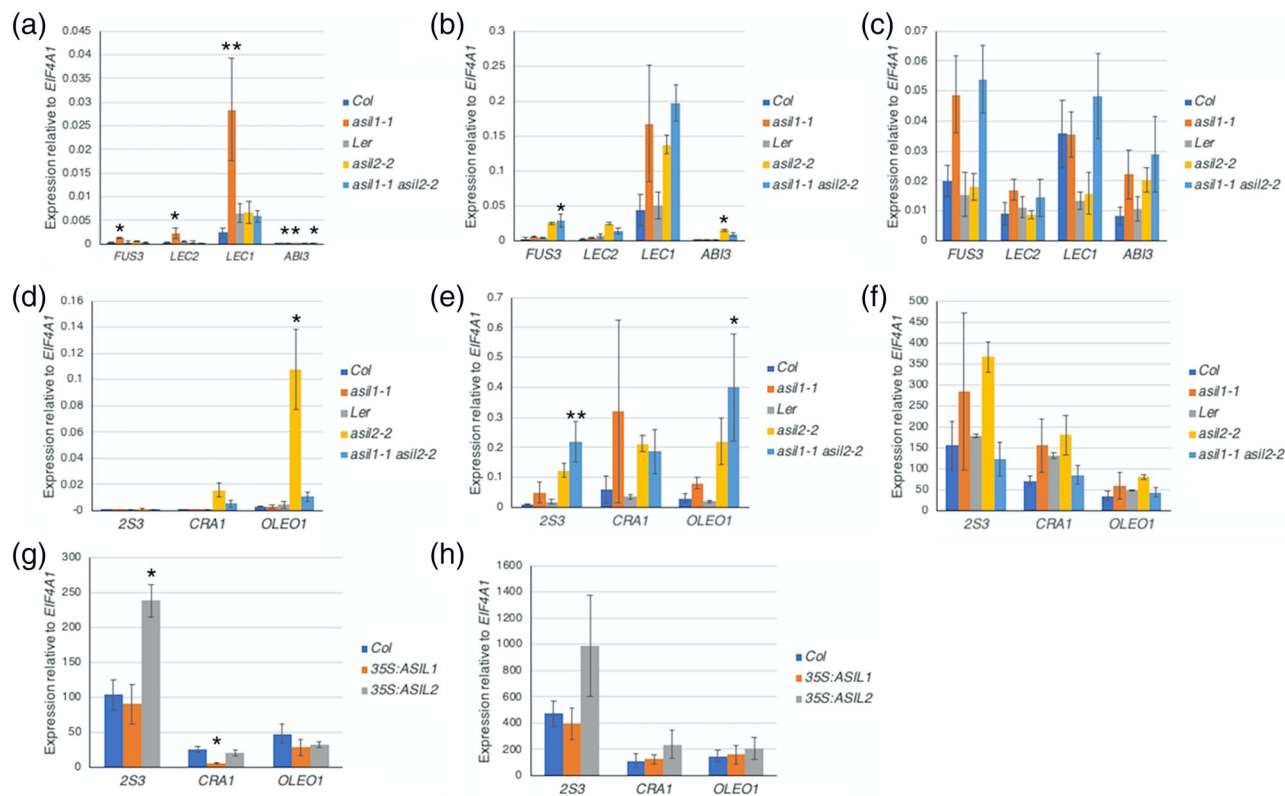 (a)
Expression relative to EIF4A1
0.045
0.04
0.035
0.03
0.025
0.02
0.015
0.01
0.005
0
**
*
*
**
*
FUS3 LEC2 LEC1 ABI3
Col
asil1-1
Ler
asil2-2
asil1-1 asil2-2
(b)
Expression relative to EIF4A1
0.3
0.25
0.2
0.15
0.1
0.05
0
*
*
FUS3 LEC2 LEC1 ABI3
Col
asil1-1
Ler
asil2-2
asil1-1 asil2-2
(c)
Expression relative to EIF4A1
0.07
0.06
0.05
0.04
0.03
0.02
0.01
0
FUS3 LEC2 LEC1 ABI3
Col
asil1-1
Ler
asil2-2
asil1-1 asil2-2
(d)
Expression relative to EIF4A1
0.16
0.14
0.12
0.1
0.08
0.06
0.04
0.02
-0
*
2S3 CRA1 OLEO1
Col
asil1-1
Ler
asil2-2
asil1-1 asil2-2
(e)
Expression relative to EIF4A1
0.7
0.6
0.5
0.4
0.3
0.2
0.1
0
**
*
2S3 CRA1 OLEO1
Col
asil1-1
Ler
asil2-2
asil1-1 asil2-2
(f)
Expression relative to EIF4A1
500
450
400
350
300
250
200
150
100
50
0
2S3 CRA1 OLEO1
Col
asil1-1
Ler
asil2-2
asil1-1 asil2-2
(g)
Expression relative to EIF4A1
300
250
200
150
100
50
0
*
*
2S3 CRA1 OLEO1
Col
35S:ASIL1
35S:ASIL2
(h)
Expression relative to EIF4A1
1600
1400
1200
1000
800
600
400
200
0
2S3 CRA1 OLEO1
Col
35S:ASIL1
35S:ASIL2